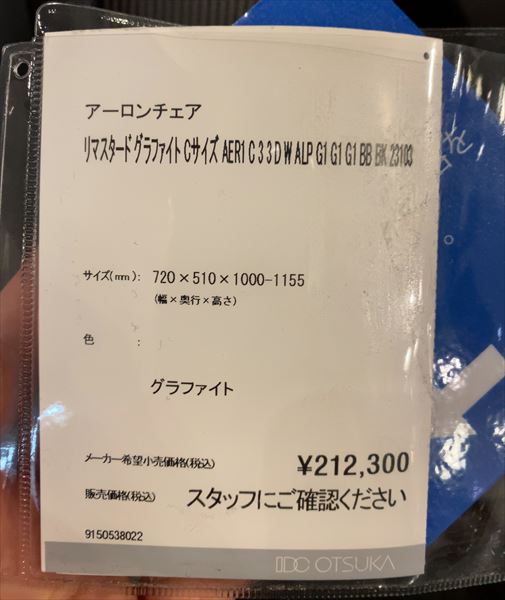 アーロンチェア
リマスタード グラファイト Cサイズ AER1 C 3 3 D W ALP G1 G1 G1 BB BK 23103
サイズ(mm): 720×510×1000-1155
(幅×奥行×高さ)
色 :
グラファイト
メーカー希望小売価格(税込) ¥212,300
販売価格(税込) スタッフにご確認ください
9150538022
IDC OTSUKA